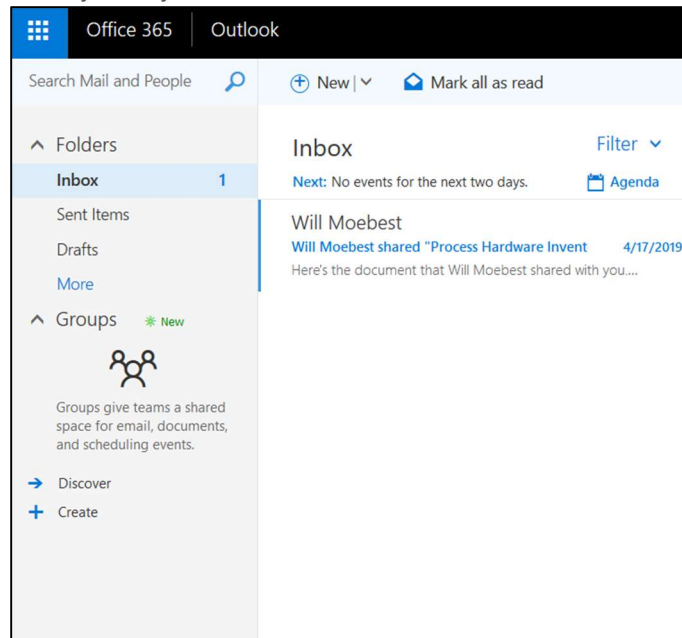 Office 365 Outlook
Search Mail and People
New | Mark all as read
Folders
Inbox 1
Sent Items
Drafts
More
Groups New
Groups give teams a shared
space for email, documents,
and scheduling events.
Discover
Create
Inbox Filter
Next: No events for the next two days. Agenda
Will Moebest
Will Moebest shared "Process Hardware Invent 4/17/2019
Here's the document that Will Moebest shared with you....